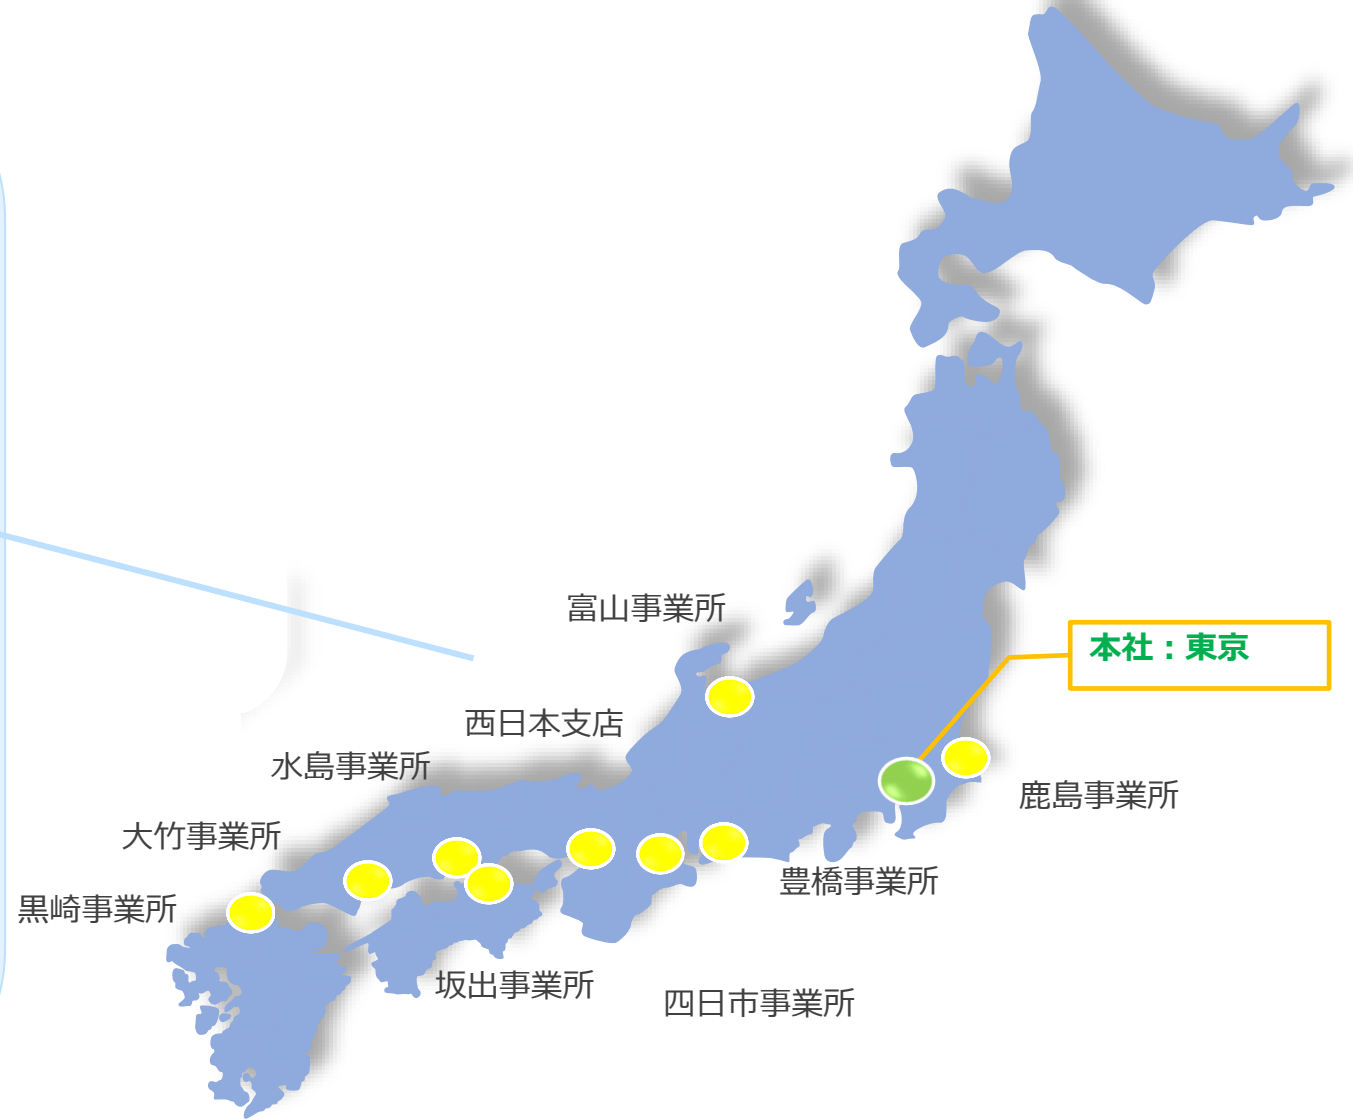 富山事業所
本社：東京
西日本支店
水島事業所
鹿島事業所
大竹事業所
豊橋事業所
黒崎事業所
坂出事業所
四日市事業所